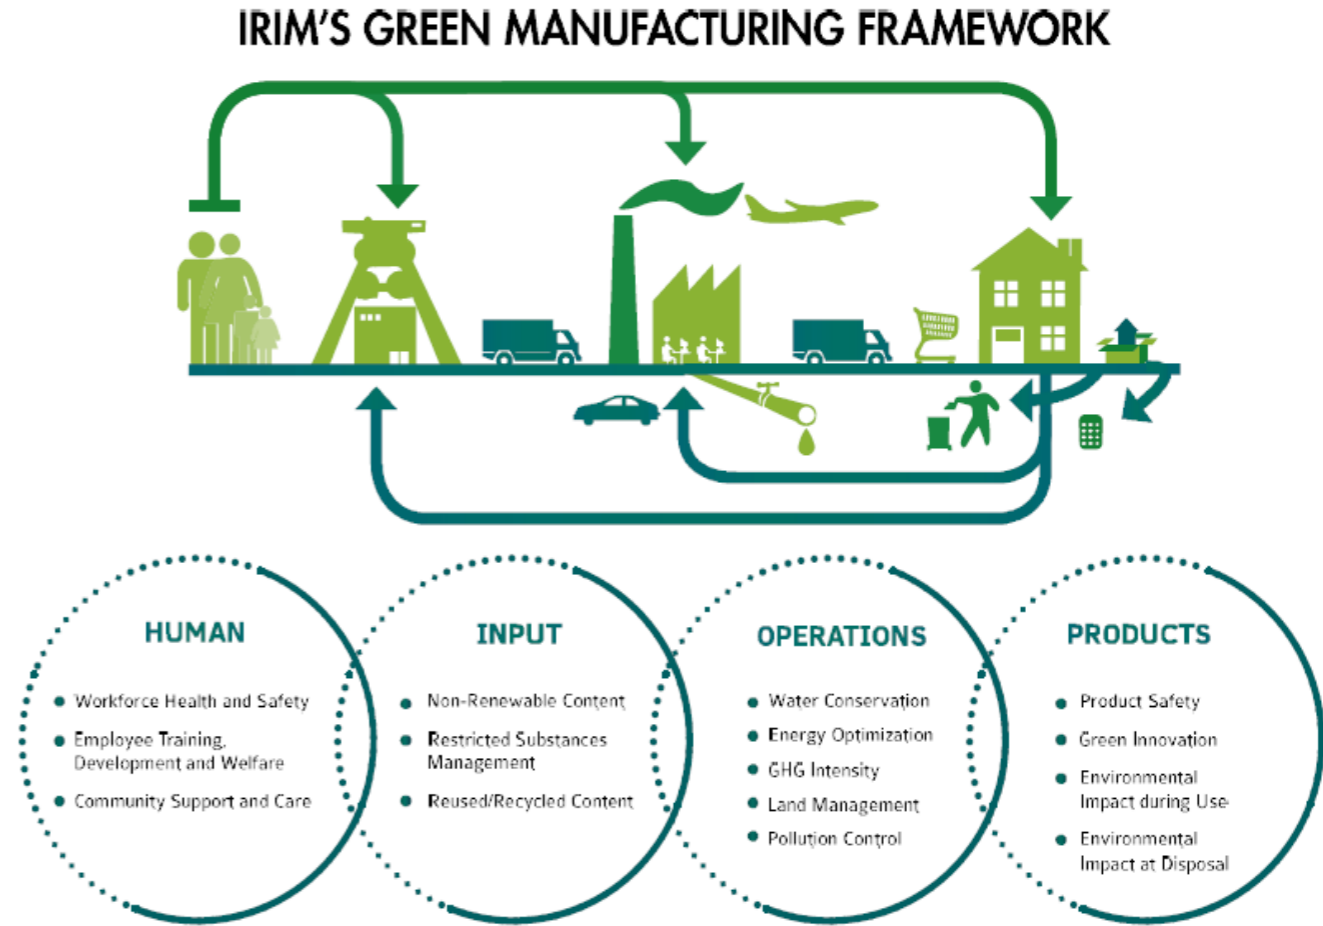 IRIM'S GREEN MANUFACTURING FRAMEWORK
HUMAN
Workforce Health and Safety
Employee Training,
Development and Welfare
Community Support and Care
INPUT
Non-Renewable Content
Restricted Substances
Management
Reused/Recycled Content
OPERATIONS
Water Conservation
Energy Optimization
GHG Intensity
Land Management
Pollution Control
PRODUCTS
Product Safety
Green Innovation
Environmental
Impact during Use
Environmental
Impact at Disposal